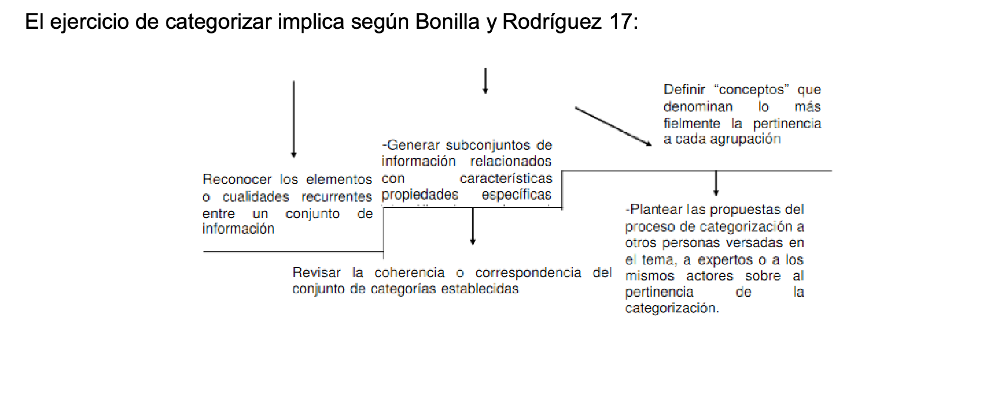 El ejercicio de categorizar implica según Bonilla y Rodríguez 17:
Reconocer los elementos
o cualidades recurrentes
entre un conjunto de
información
-Generar subconjuntos de
información relacionados
con características
propiedades específicas
Definir “conceptos” que
denominan lo más
fielmente la pertinencia
a cada agrupación
Revisar la coherencia o correspondencia del
conjunto de categorías establecidas
-Plantear las propuestas del
proceso de categorización a
otros personas versadas en
el tema, a expertos o a los
mismos actores sobre al
pertinencia de la
categorización.